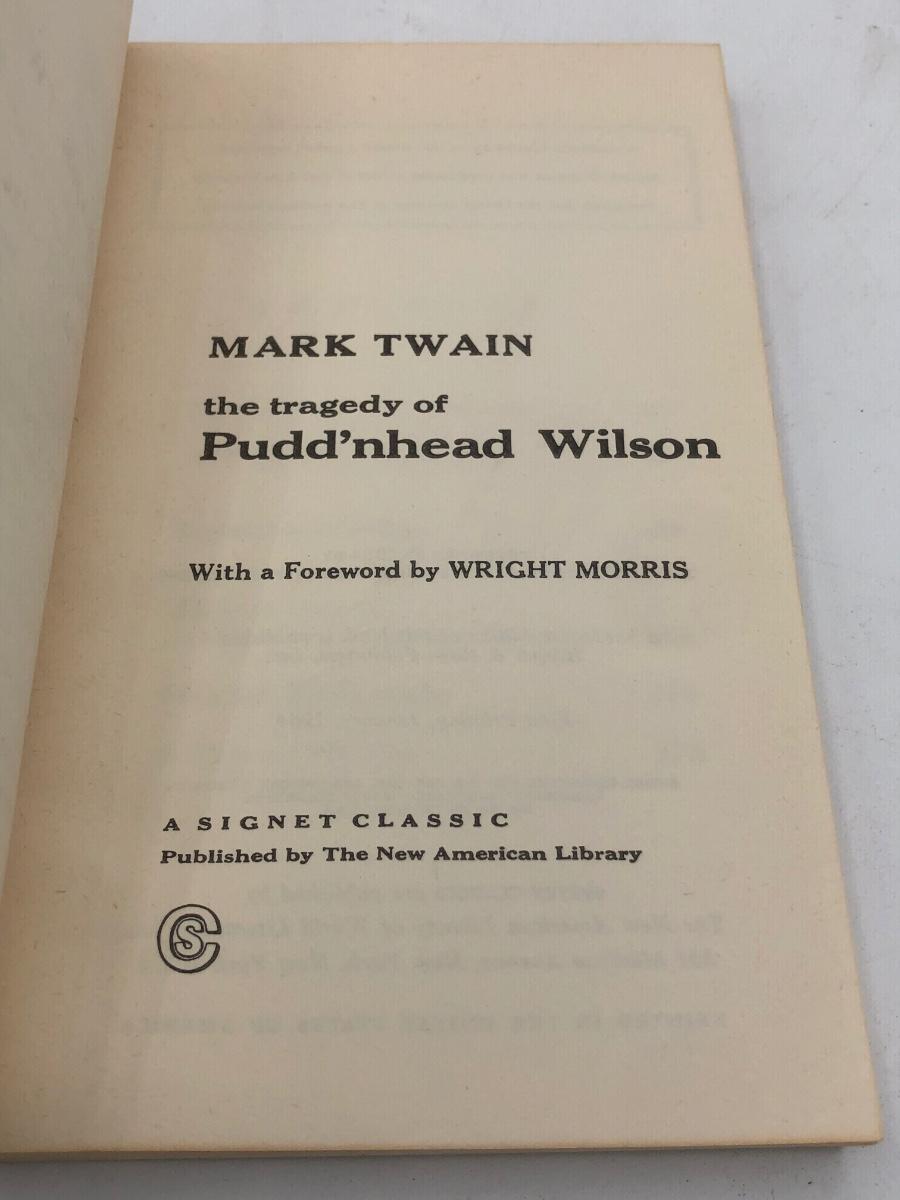 MARK TWAIN
the tragedy of
Pudd'nhead Wilson
With a Foreword by WRIGHT MORRIS
A SIGNET CLASSIC
Published by The New American Library
CS